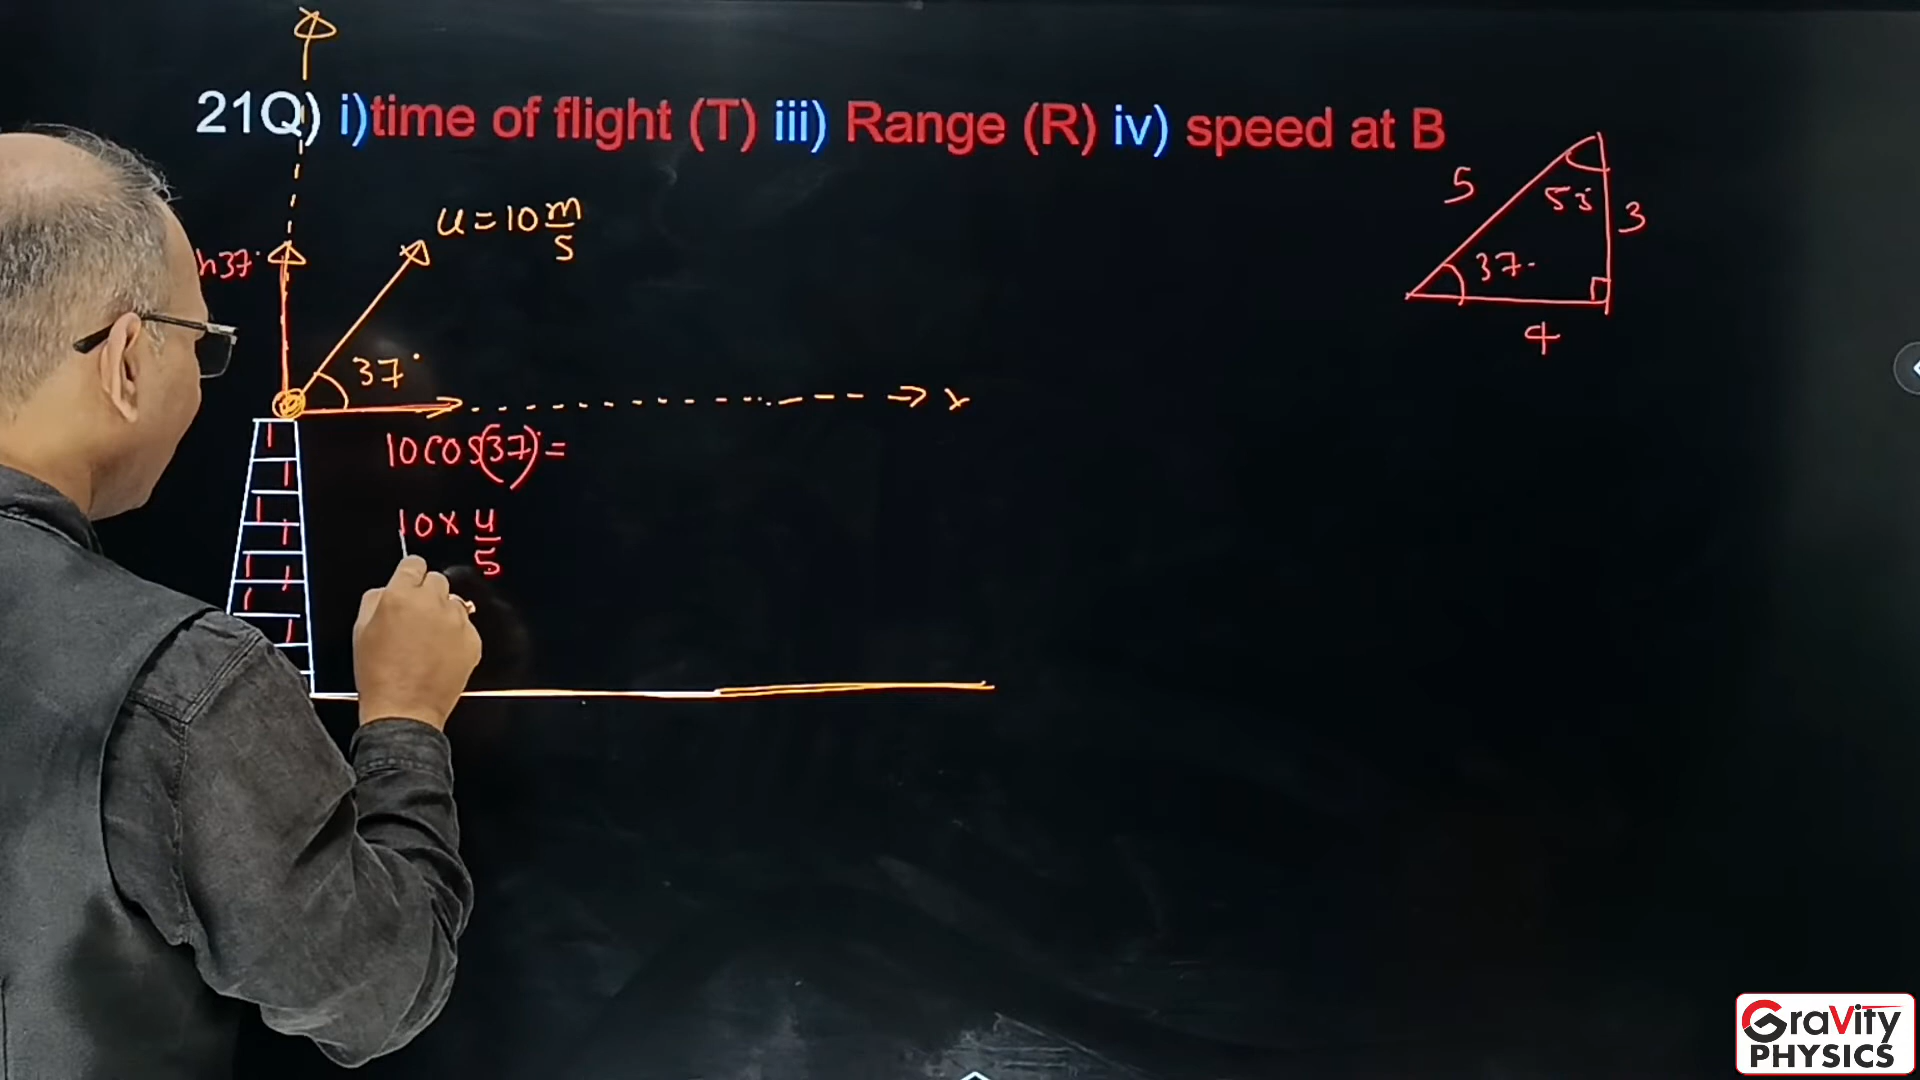 21Q) i)time of flight (T) iii) Range (R) iv) speed at B
u = 10 m/s
n37°
37°
x
10cos(37)° =
10 × 4/5
5
53°
3
37°
4
GraVity
PHYSICS